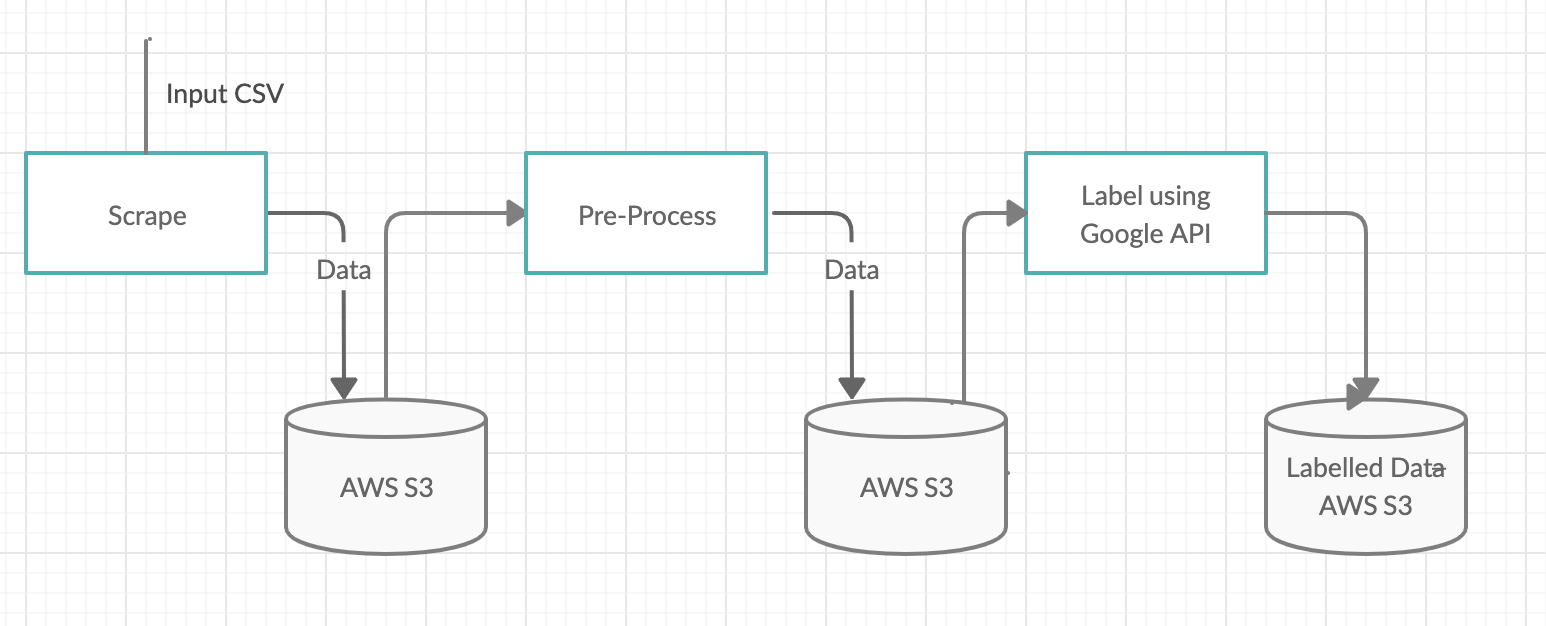 Input CSV
Scrape
Pre-Process
Label using
Google API
Data
Data
AWS S3
AWS S3
Labelled Data
AWS S3